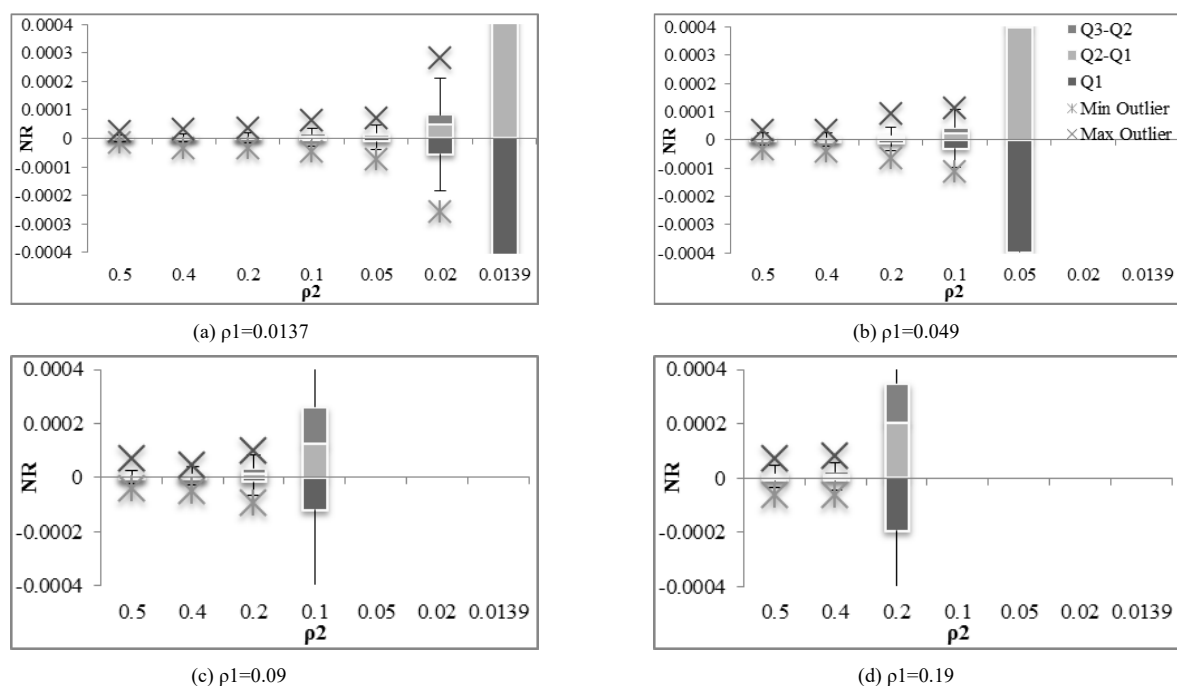 0.0004
0.0003
0.0002
0.0001
0
-0.0001
-0.0002
-0.0003
-0.0004
NR
0.5 0.4 0.2 0.1 0.05 0.02 0.0139
ρ2
(a) ρ1=0.0137
0.0004
0.0003
0.0002
0.0001
0
-0.0001
-0.0002
-0.0003
-0.0004
NR
0.5 0.4 0.2 0.1 0.05 0.02 0.0139
ρ2
Q3-Q2
Q2-Q1
Q1
Min Outlier
Max Outlier
(b) ρ1=0.049
0.0004
0.0002
0
-0.0002
-0.0004
NR
0.5 0.4 0.2 0.1 0.05 0.02 0.0139
ρ2
(c) ρ1=0.09
0.0004
0.0002
0
-0.0002
-0.0004
NR
0.5 0.4 0.2 0.1 0.05 0.02 0.0139
ρ2
(d) ρ1=0.19